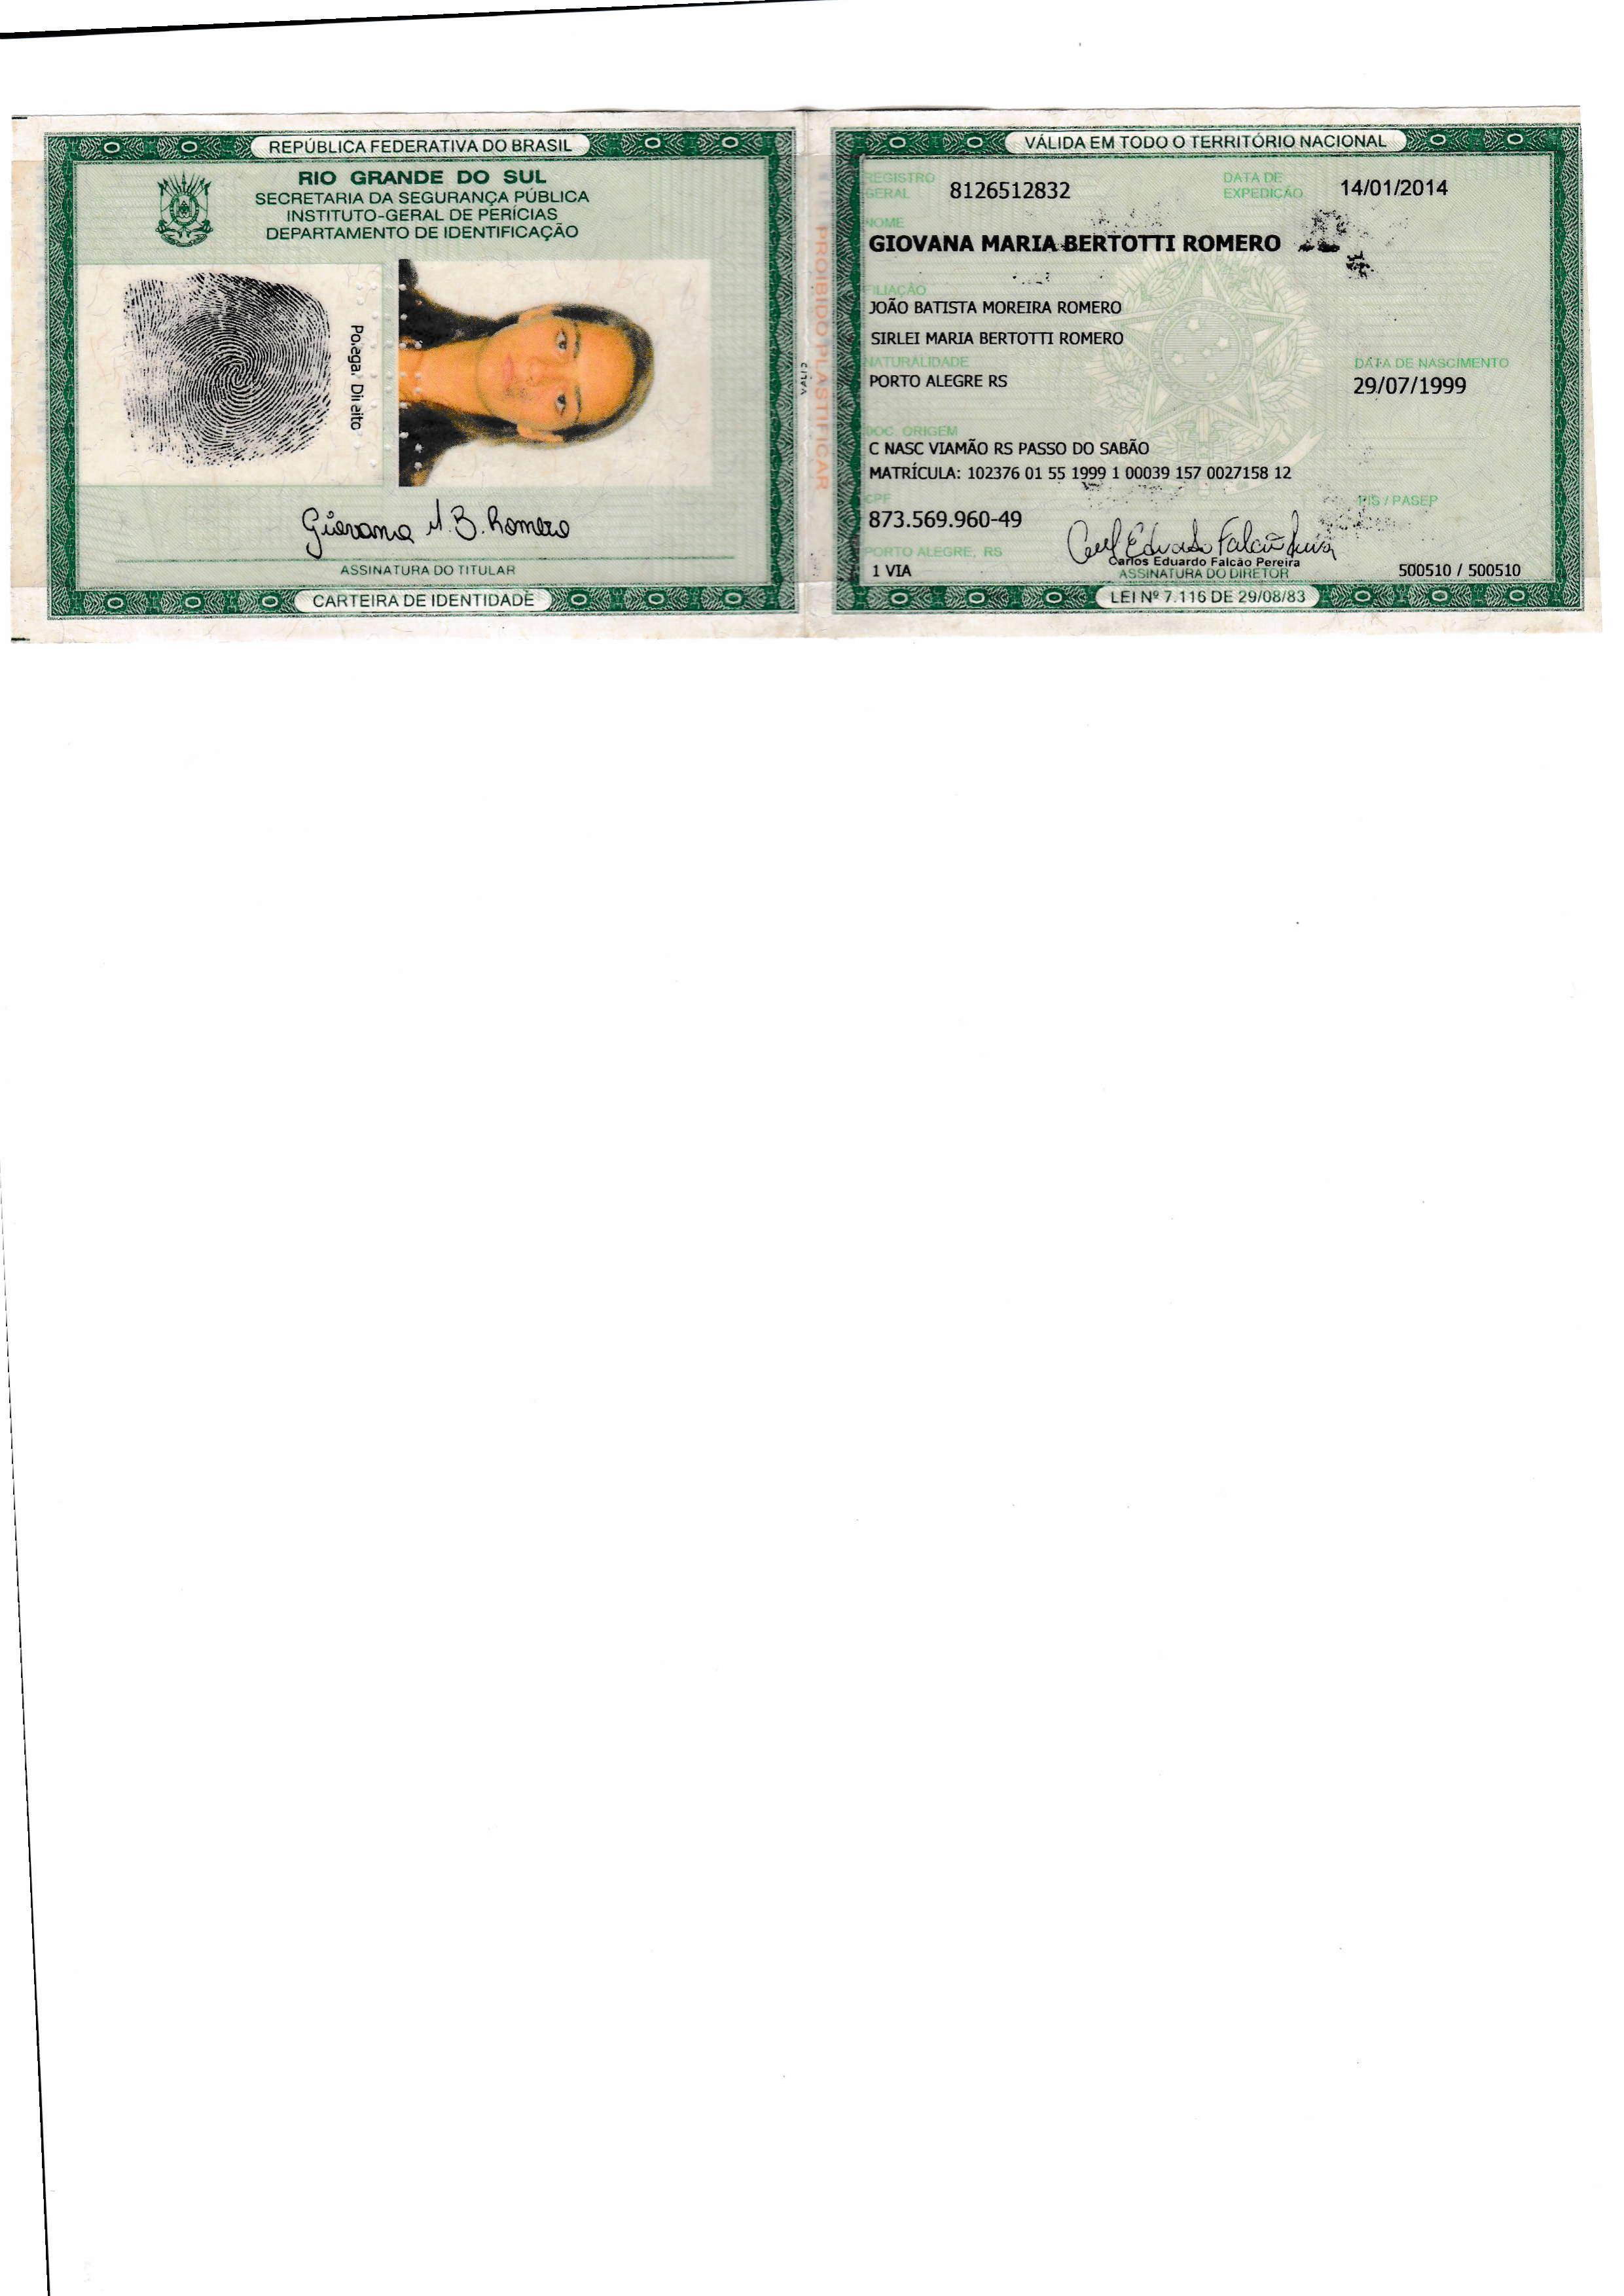 REPÚBLICA FEDERATIVA DO BRASIL
RIO GRANDE DO SUL
SECRETARIA DA SEGURANÇA PÚBLICA
INSTITUTO-GERAL DE PERÍCIAS
DEPARTAMENTO DE IDENTIFICAÇÃO
Polegar Direito
Giovana M. B. Romero
ASSINATURA DO TITULAR
CARTEIRA DE IDENTIDADE
PROIBIDO PLASTIFICAR
VÁLIDA EM TODO O TERRITÓRIO NACIONAL
REGISTRO GERAL 8126512832 DATA DE EXPEDIÇÃO 14/01/2014
NOME
GIOVANA MARIA BERTOTTI ROMERO
FILIAÇÃO
JOÃO BATISTA MOREIRA ROMERO
SIRLEI MARIA BERTOTTI ROMERO
NATURALIDADE DATA DE NASCIMENTO
PORTO ALEGRE RS 29/07/1999
DOC. ORIGEM
C NASC VIAMÃO RS PASSO DO SABÃO
MATRÍCULA: 102376 01 55 1999 1 00039 157 0027158 12
CPF PIS / PASEP
873.569.960-49
PORTO ALEGRE, RS
Carlos Eduardo Falcão Pereira
1 VIA ASSINATURA DO DIRETOR 500510 / 500510
LEI Nº 7.116 DE 29/08/83